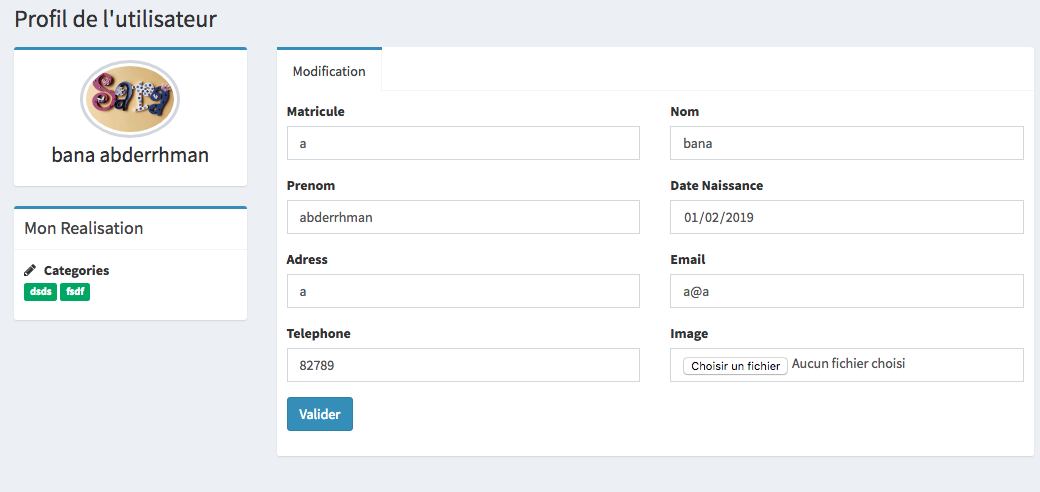 Profil de l'utilisateur
Sara
bana abderrhman
Mon Realisation
Categories
dsds fsdf
Modification
Matricule
a
Nom
bana
Prenom
abderrhman
Date Naissance
01/02/2019
Adress
a
Email
a@a
Telephone
82789
Image
Choisir un fichier Aucun fichier choisi
Valider